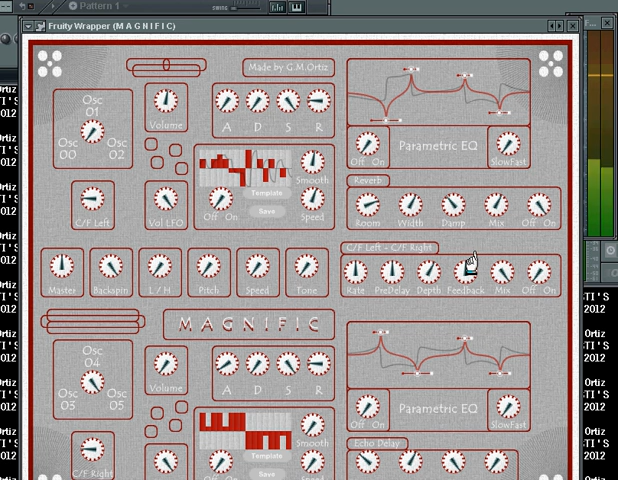 Pattern 1
Fruity Wrapper (M A G N I F I C)
Made by G.M.Ortiz
Osc
01
Osc
00
Osc
02
Volume
A D S R
Off On
Parametric EQ
SlowFast
Template
Save
Smooth
Off On
Speed
C/F Left
Vol LFO
Reverb
Room Width Damp Mix Off On
C/F Left - C/F Right
Master Backspin L / H Pitch Speed Tone
Rate PreDelay Depth Feedback Mix Off On
M A G N I F I C
Osc
04
Osc
03
Osc
05
Volume
A D S R
Off On
Parametric EQ
SlowFast
Template
Save
Smooth
Off On
Speed
C/F Right
Echo Delay